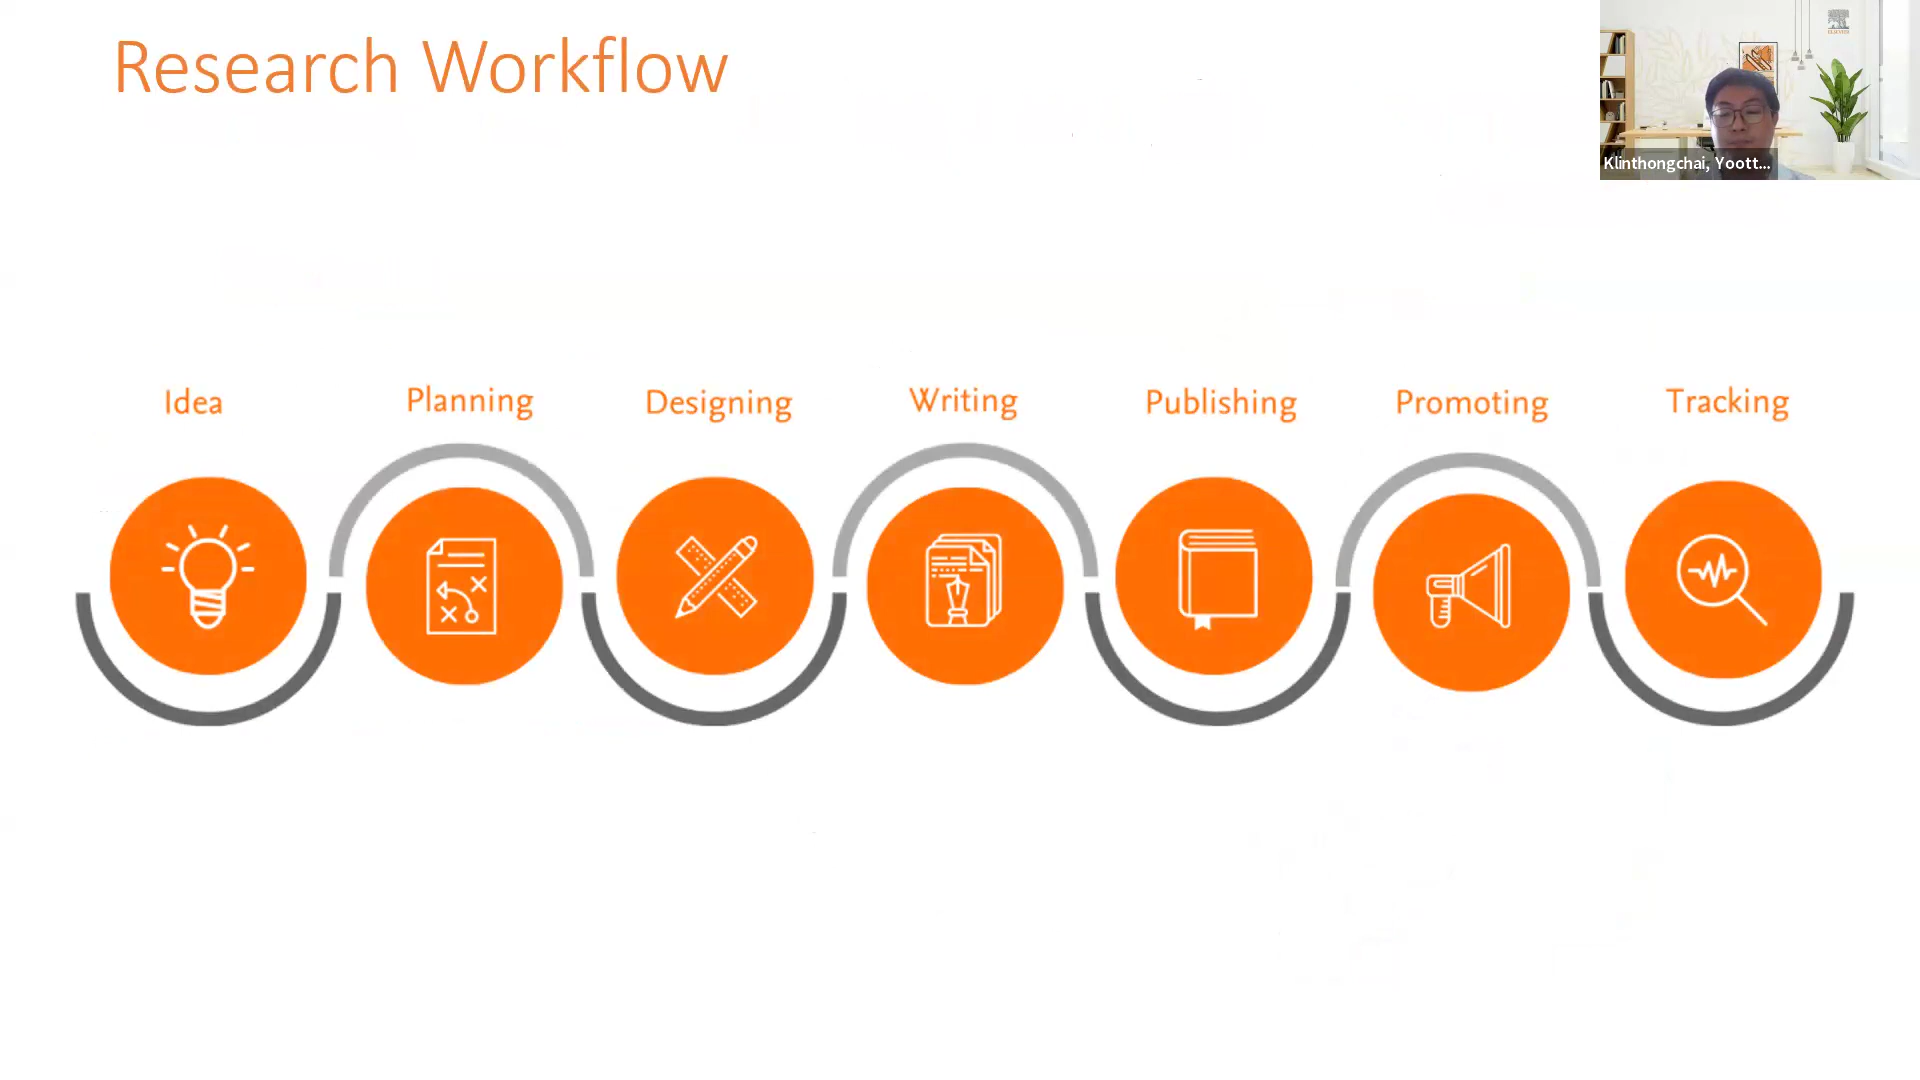 Research Workflow
Klinthongchai, Yoott...
Idea
Planning
Designing
Writing
Publishing
Promoting
Tracking